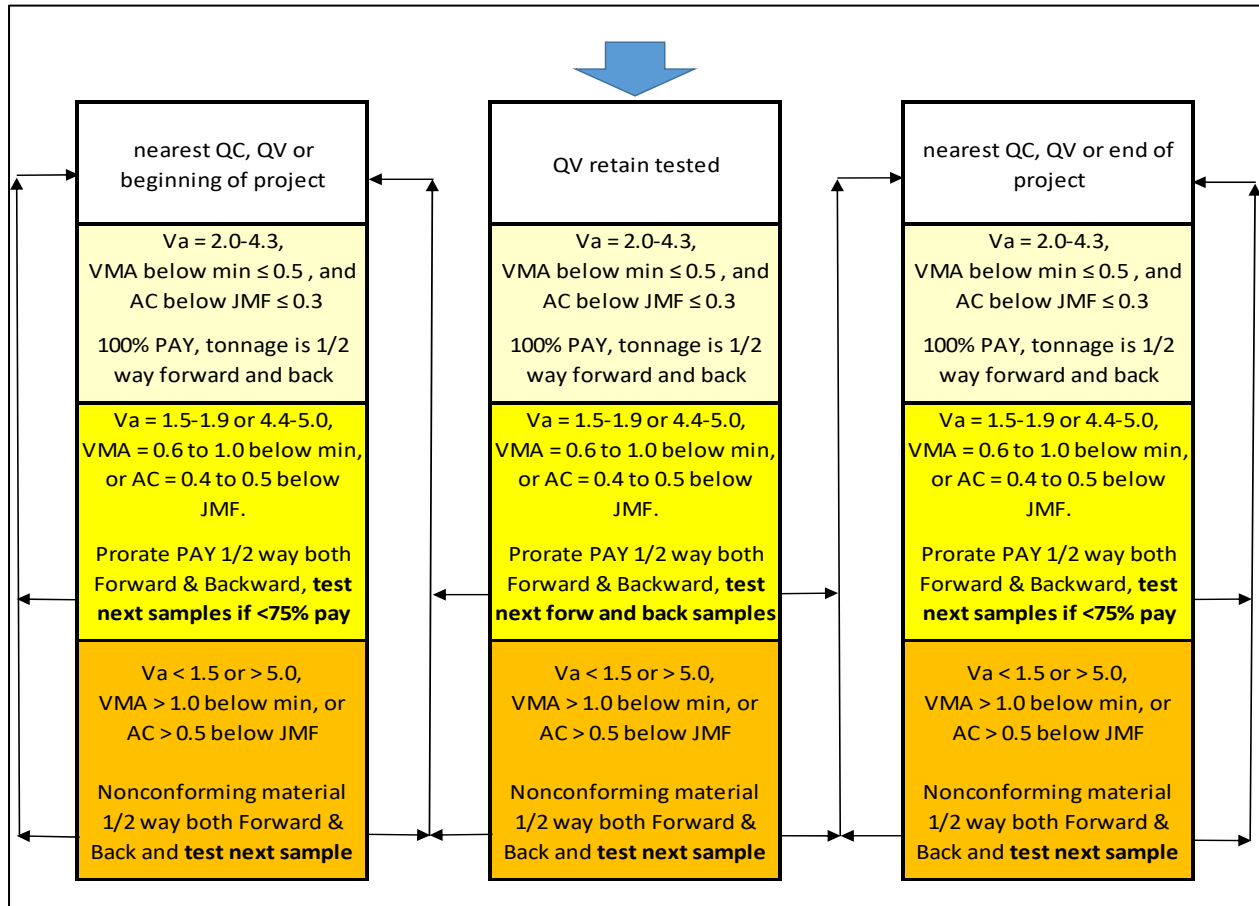 nearest QC, QV or
beginning of project
Va = 2.0-4.3,
VMA below min ≤ 0.5 , and
AC below JMF ≤ 0.3
100% PAY, tonnage is 1/2
way forward and back
Va = 1.5-1.9 or 4.4-5.0,
VMA = 0.6 to 1.0 below min,
or AC = 0.4 to 0.5 below
JMF.
Prorate PAY 1/2 way both
Forward & Backward, test
next samples if <75% pay
Va < 1.5 or > 5.0,
VMA > 1.0 below min, or
AC > 0.5 below JMF
Nonconforming material
1/2 way both Forward &
Back and test next sample
QV retain tested
Va = 2.0-4.3,
VMA below min ≤ 0.5 , and
AC below JMF ≤ 0.3
100% PAY, tonnage is 1/2
way forward and back
Va = 1.5-1.9 or 4.4-5.0,
VMA = 0.6 to 1.0 below min,
or AC = 0.4 to 0.5 below
JMF.
Prorate PAY 1/2 way both
Forward & Backward, test
next forw and back samples
Va < 1.5 or > 5.0,
VMA > 1.0 below min, or
AC > 0.5 below JMF
Nonconforming material
1/2 way both Forward &
Back and test next sample
nearest QC, QV or end of
project
Va = 2.0-4.3,
VMA below min ≤ 0.5 , and
AC below JMF ≤ 0.3
100% PAY, tonnage is 1/2
way forward and back
Va = 1.5-1.9 or 4.4-5.0,
VMA = 0.6 to 1.0 below min,
or AC = 0.4 to 0.5 below
JMF.
Prorate PAY 1/2 way both
Forward & Backward, test
next samples if <75% pay
Va < 1.5 or > 5.0,
VMA > 1.0 below min, or
AC > 0.5 below JMF
Nonconforming material
1/2 way both Forward &
Back and test next sample